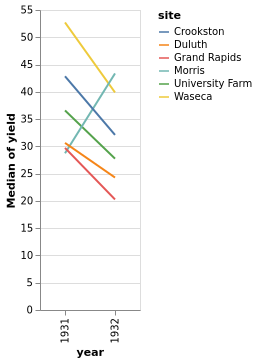 55
50
45
40
35
30
25
20
15
10
5
0
Median of yield
1931
1932
year
site
Crookston
Duluth
Grand Rapids
Morris
University Farm
Waseca